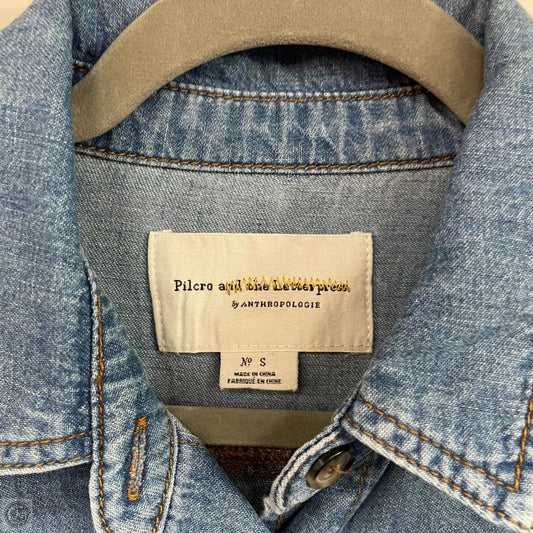 Pilcro and the Letterpress
by ANTHROPOLOGIE
Nº S
MADE IN CHINA
FABRIQUÉ EN CHINE